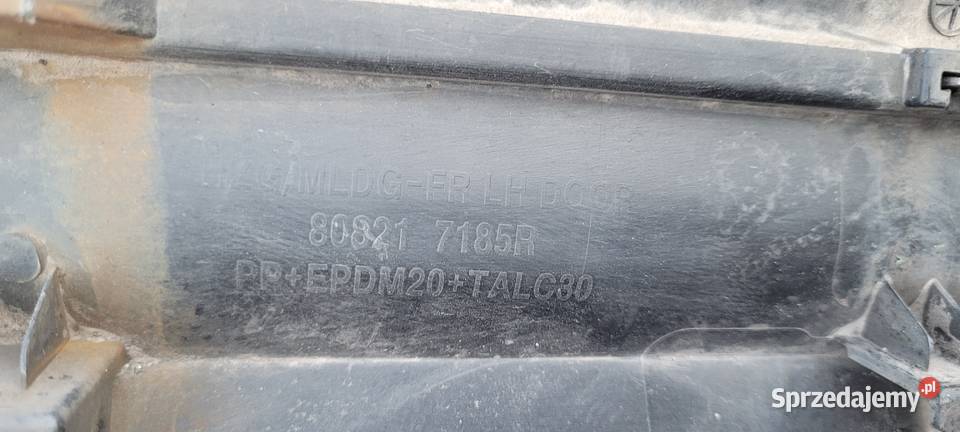 MLDG-FR LH DOOR
80821 7185R
PP+EPDM20+TALC30
Sprzedajemy.pl